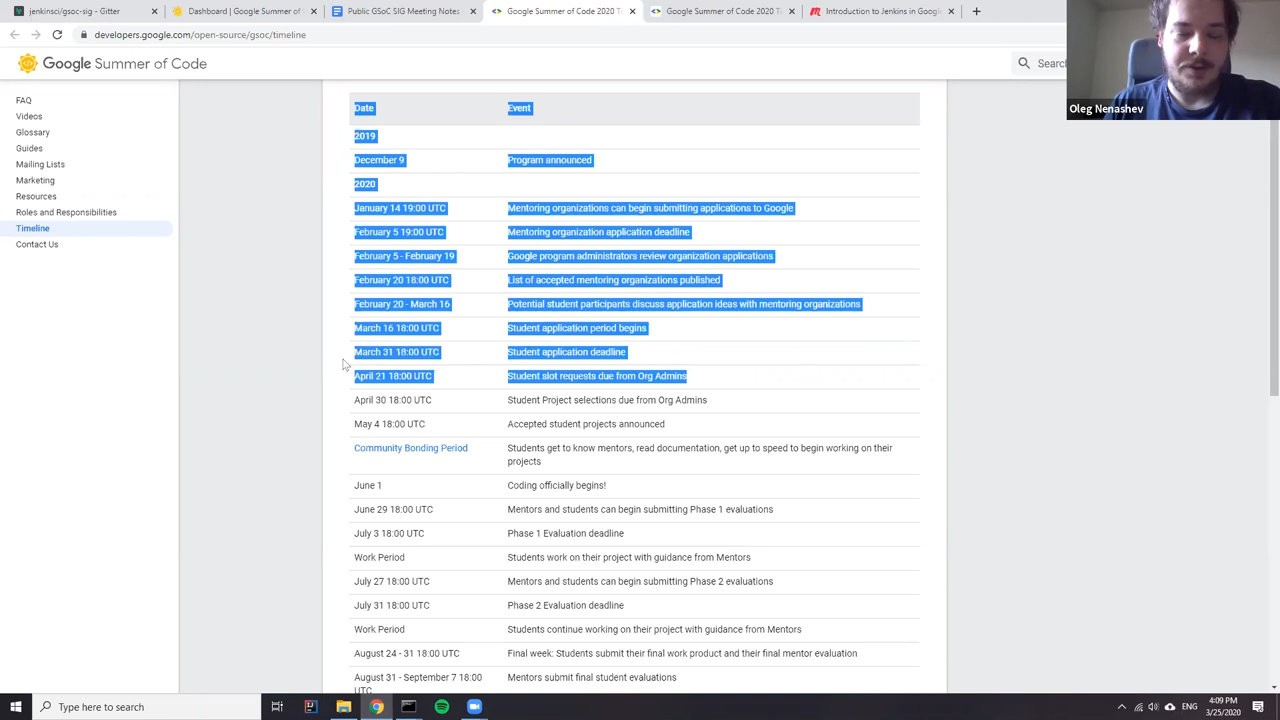 jenkinsci/gsoc-sig - Gitter
Dashboard | Google Summer of
Public GSoC SIG Meeting Notes
Google Summer of Code 2020 T
Google Summer of Code 2020 T
Introduction to Jenkins in Googl
developers.google.com/open-source/gsoc/timeline
Google Summer of Code
Search
Oleg Nenashev
FAQ
Videos
Glossary
Guides
Mailing Lists
Marketing
Resources
Roles and Responsibilities
Timeline
Contact Us
Date Event
2019
December 9 Program announced
2020
January 14 19:00 UTC Mentoring organizations can begin submitting applications to Google
February 5 19:00 UTC Mentoring organization application deadline
February 5 - February 19 Google program administrators review organization applications
February 20 18:00 UTC List of accepted mentoring organizations published
February 20 - March 16 Potential student participants discuss application ideas with mentoring organizations
March 16 18:00 UTC Student application period begins
March 31 18:00 UTC Student application deadline
April 21 18:00 UTC Student slot requests due from Org Admins
April 30 18:00 UTC Student Project selections due from Org Admins
May 4 18:00 UTC Accepted student projects announced
Community Bonding Period Students get to know mentors, read documentation, get up to speed to begin working on their
projects
June 1 Coding officially begins!
June 29 18:00 UTC Mentors and students can begin submitting Phase 1 evaluations
July 3 18:00 UTC Phase 1 Evaluation deadline
Work Period Students work on their project with guidance from Mentors
July 27 18:00 UTC Mentors and students can begin submitting Phase 2 evaluations
July 31 18:00 UTC Phase 2 Evaluation deadline
Work Period Students continue working on their project with guidance from Mentors
August 24 - 31 18:00 UTC Final week: Students submit their final work product and their final mentor evaluation
August 31 - September 7 18:00 Mentors submit final student evaluations
UTC
Type here to search
ENG
4:09 PM
3/25/2020